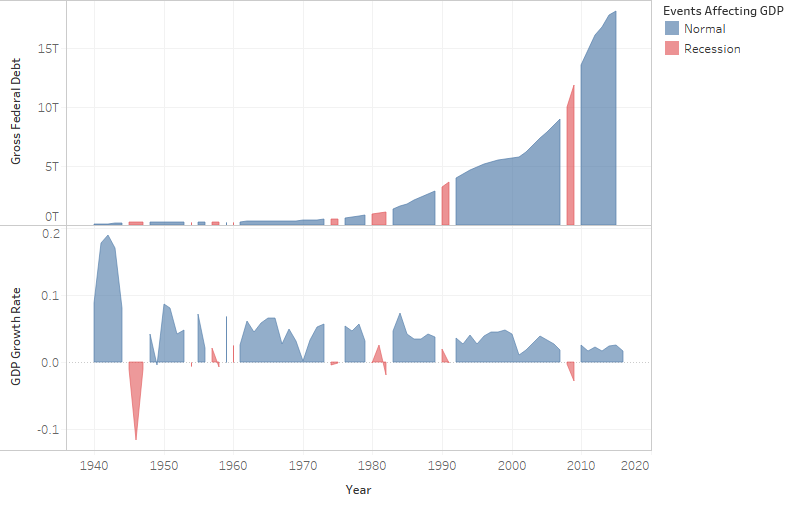 Events Affecting GDP
Normal
Recession
Gross Federal Debt
15T
10T
5T
0T
GDP Growth Rate
0.2
0.1
0.0
-0.1
1940 1950 1960 1970 1980 1990 2000 2010 2020
Year